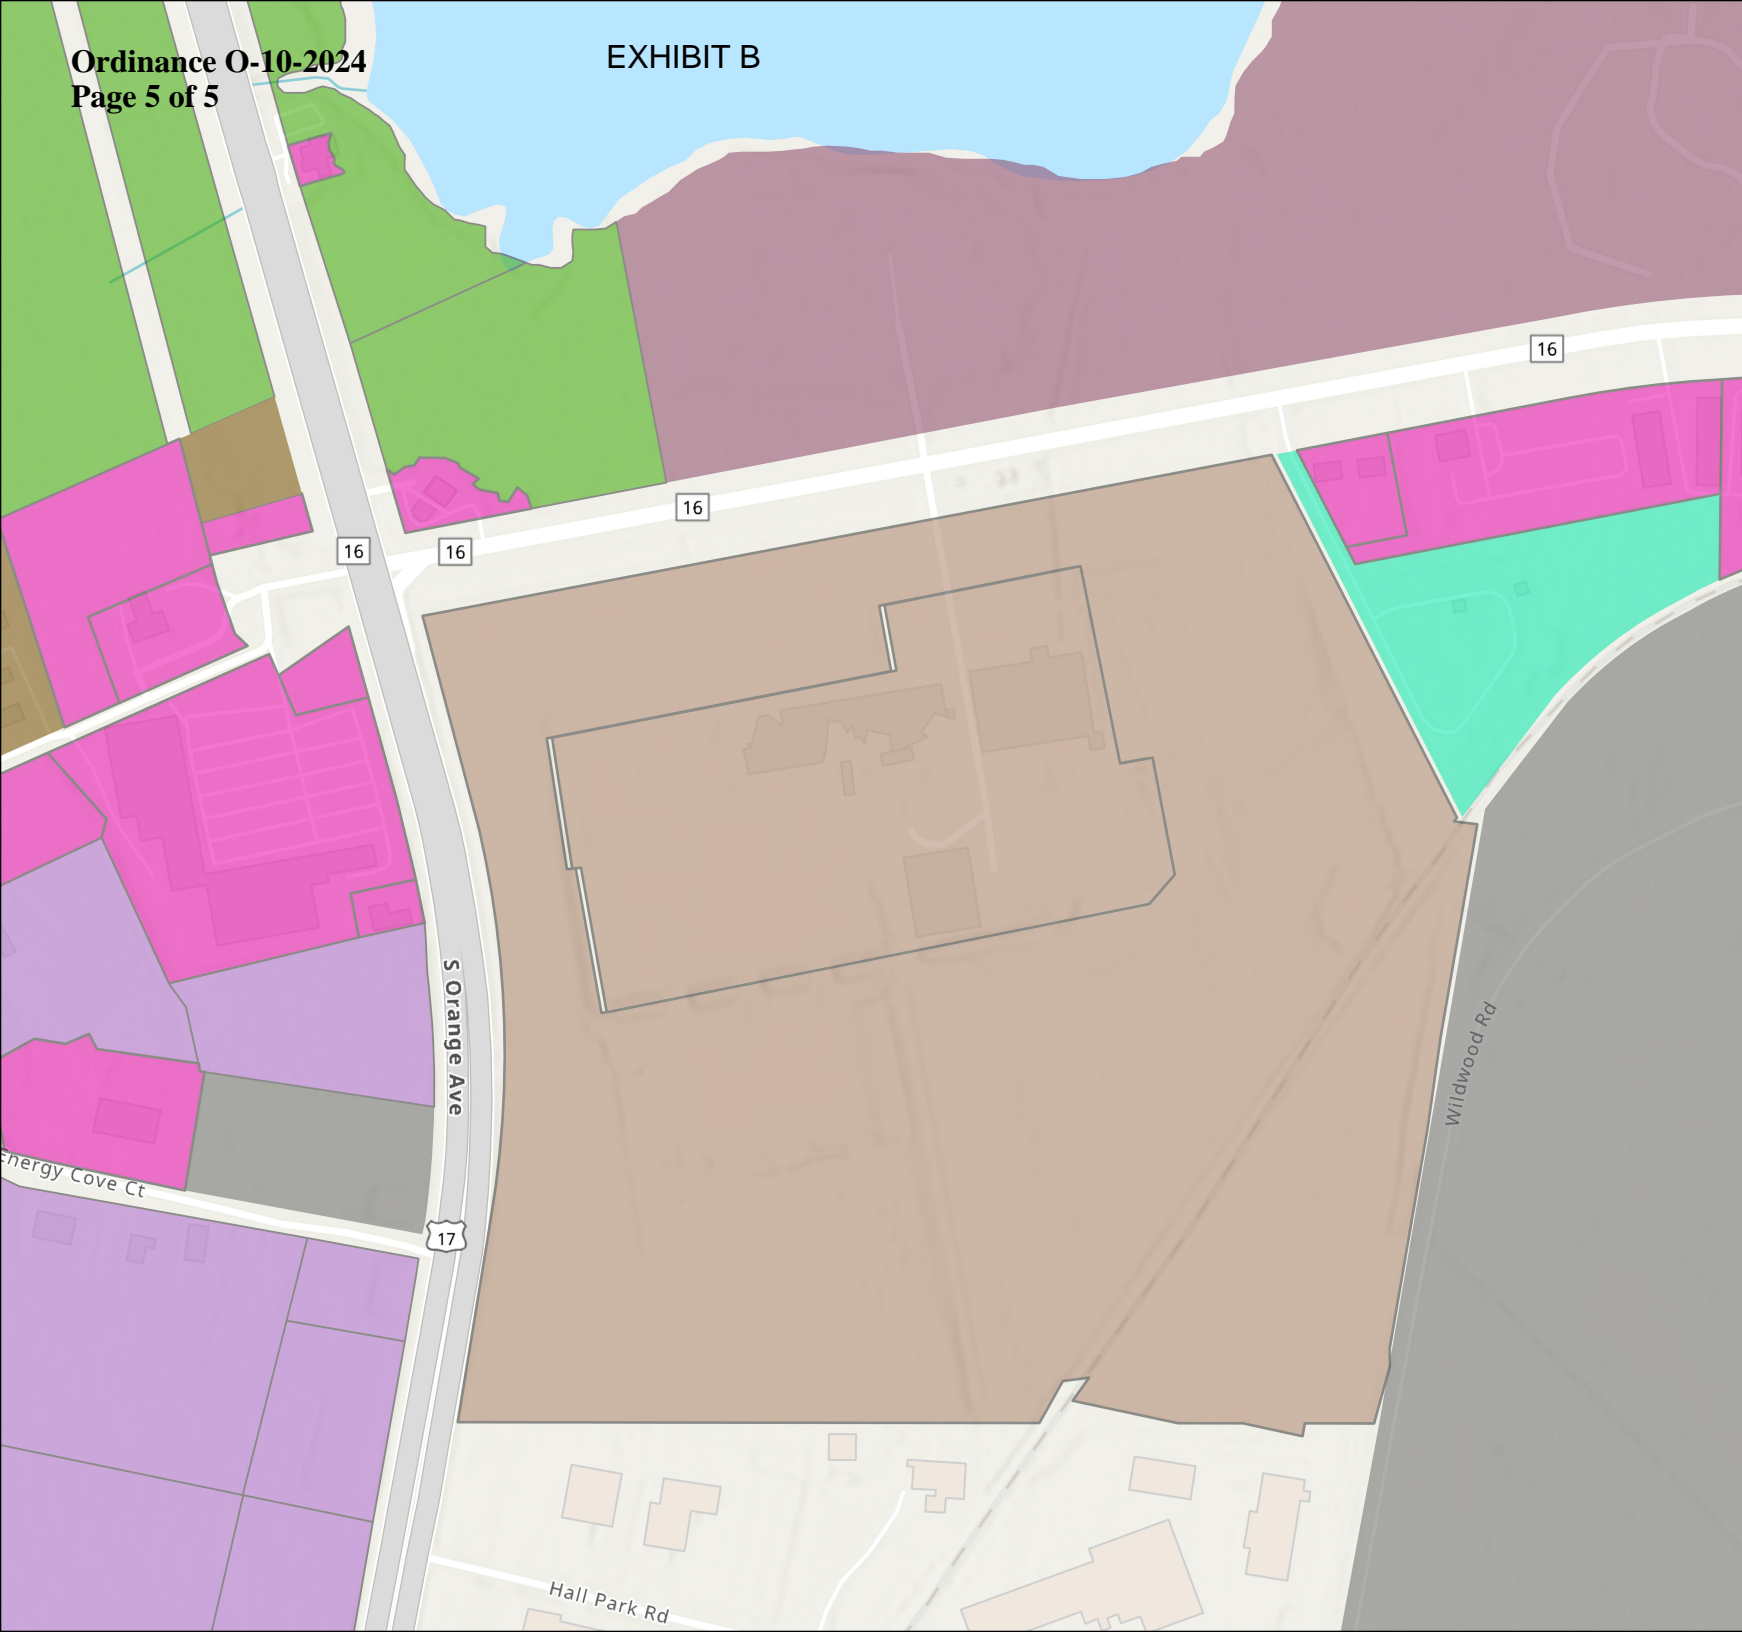 Ordinance O-10-2024
Page 5 of 5
EXHIBIT B
16
16
16
16
S Orange Ave
Wildwood Rd
Energy Cove Ct
17
Hall Park Rd